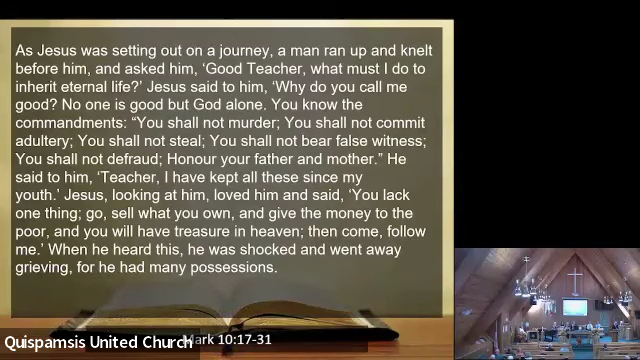 As Jesus was setting out on a journey, a man ran up and knelt
before him, and asked him, ‘Good Teacher, what must I do to
inherit eternal life?’ Jesus said to him, ‘Why do you call me
good? No one is good but God alone. You know the
commandments: “You shall not murder; You shall not commit
adultery; You shall not steal; You shall not bear false witness;
You shall not defraud; Honour your father and mother.” He
said to him, ‘Teacher, I have kept all these since my
youth.’ Jesus, looking at him, loved him and said, ‘You lack
one thing; go, sell what you own, and give the money to the
poor, and you will have treasure in heaven; then come, follow
me.’ When he heard this, he was shocked and went away
grieving, for he had many possessions.
Quispamsis United Church
Mark 10:17-31